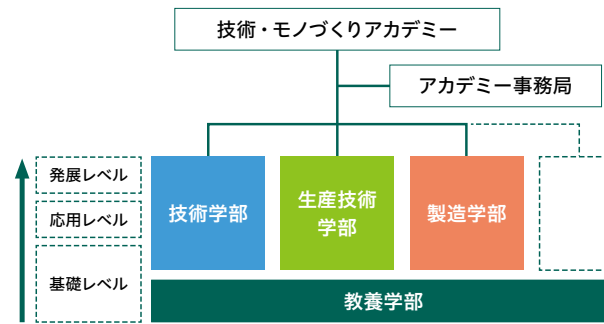 技術・モノづくりアカデミー
アカデミー事務局
発展レベル
応用レベル
基礎レベル
技術学部
生産技術
学部
製造学部
教養学部